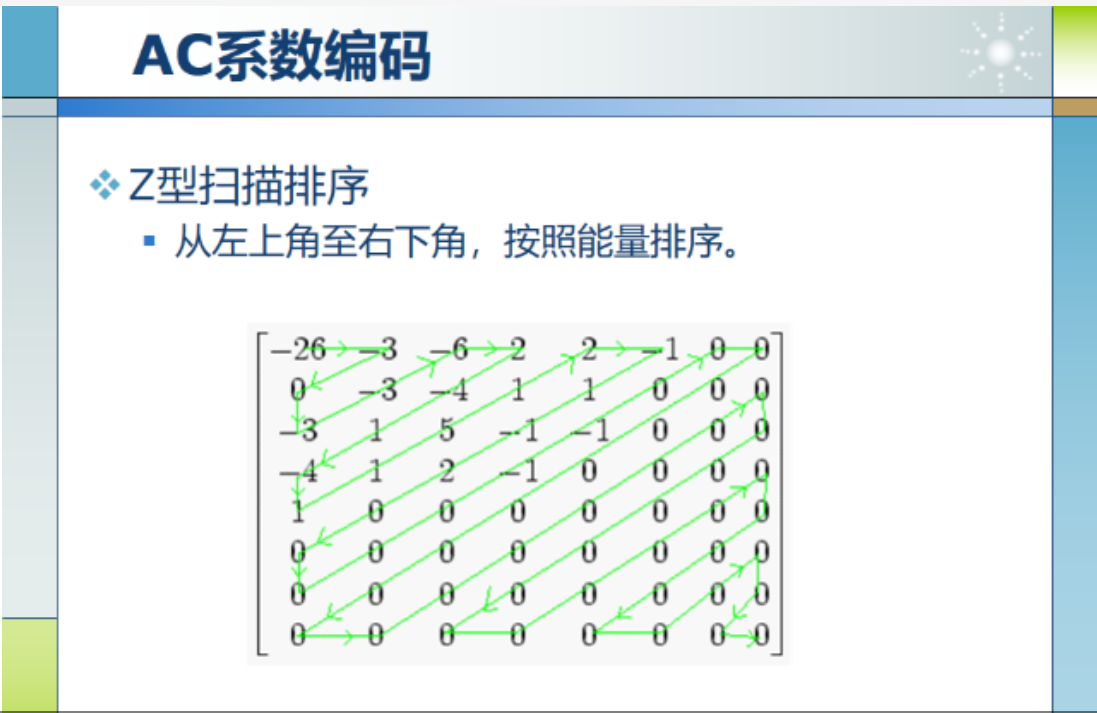 AC系数编码
Z型扫描排序
从左上角至右下角，按照能量排序。
−26 −3 −6 2 2 −1 0 0
0 −3 −4 1 1 0 0 0
−3 1 5 −1 −1 0 0 0
−4 1 2 −1 0 0 0 0
1 0 0 0 0 0 0 0
0 0 0 0 0 0 0 0
0 0 0 0 0 0 0 0
0 0 0 0 0 0 0 0